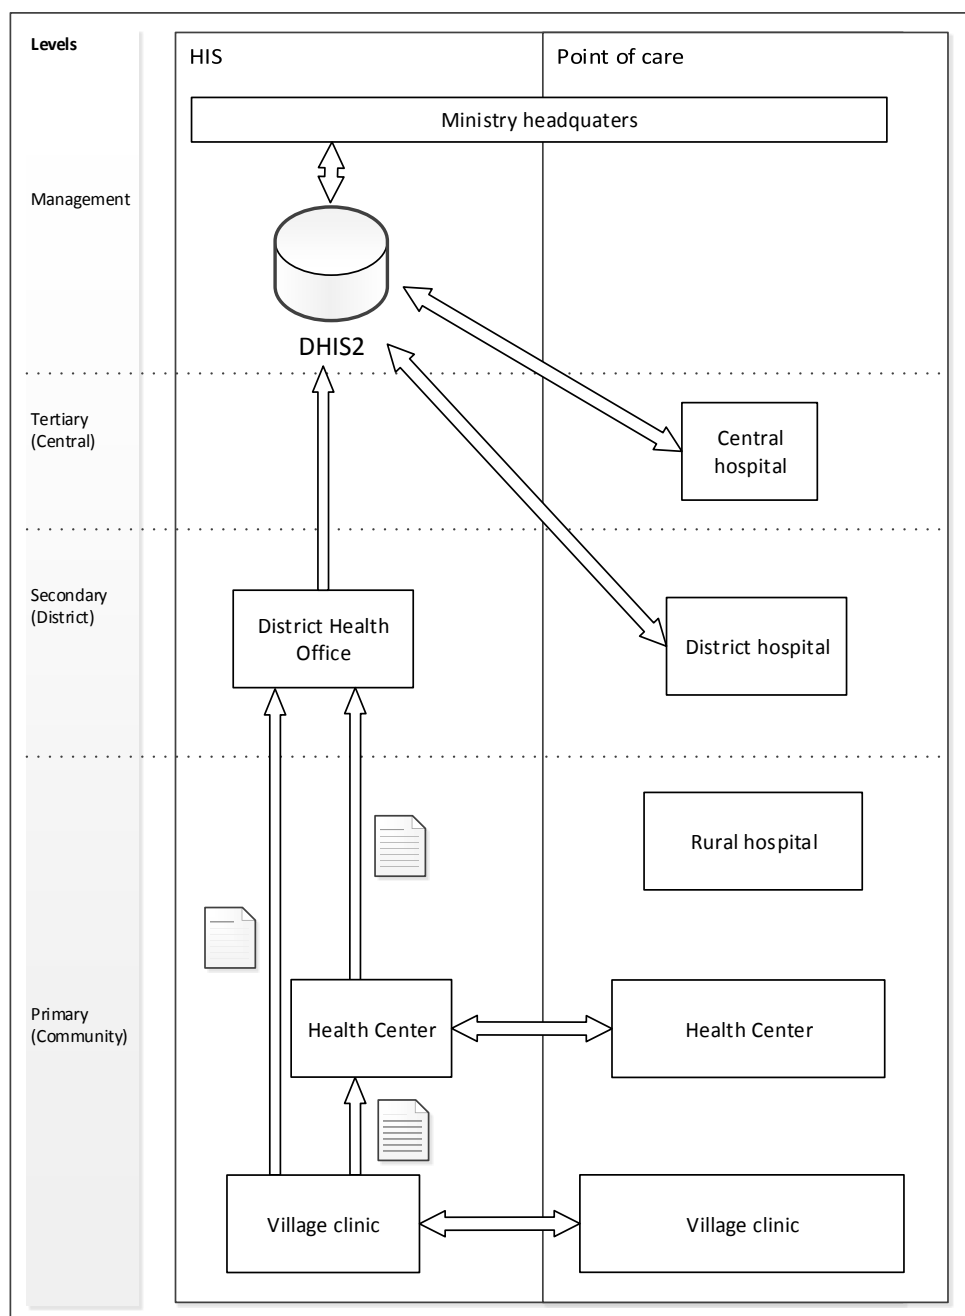 Levels
HIS
Point of care
Ministry headquaters
Management
DHIS2
Tertiary
(Central)
Central
hospital
Secondary
(District)
District Health
Office
District hospital
Rural hospital
Primary
(Community)
Health Center
Health Center
Village clinic
Village clinic